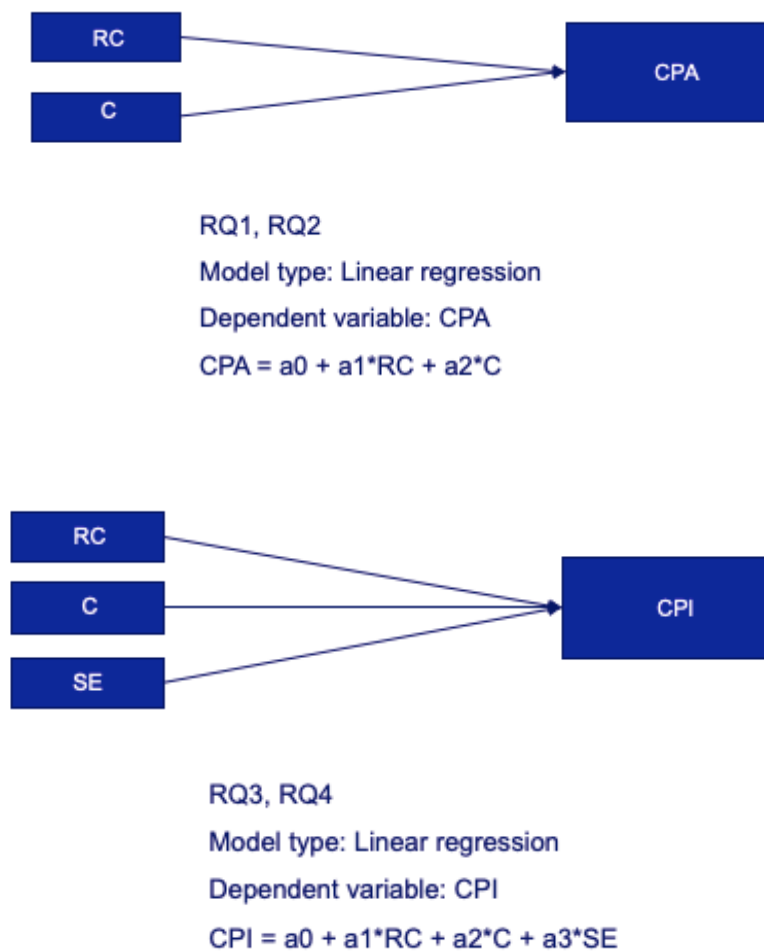 RC
C
CPA
RQ1, RQ2
Model type: Linear regression
Dependent variable: CPA
CPA = a0 + a1*RC + a2*C
RC
C
SE
CPI
RQ3, RQ4
Model type: Linear regression
Dependent variable: CPI
CPI = a0 + a1*RC + a2*C + a3*SE